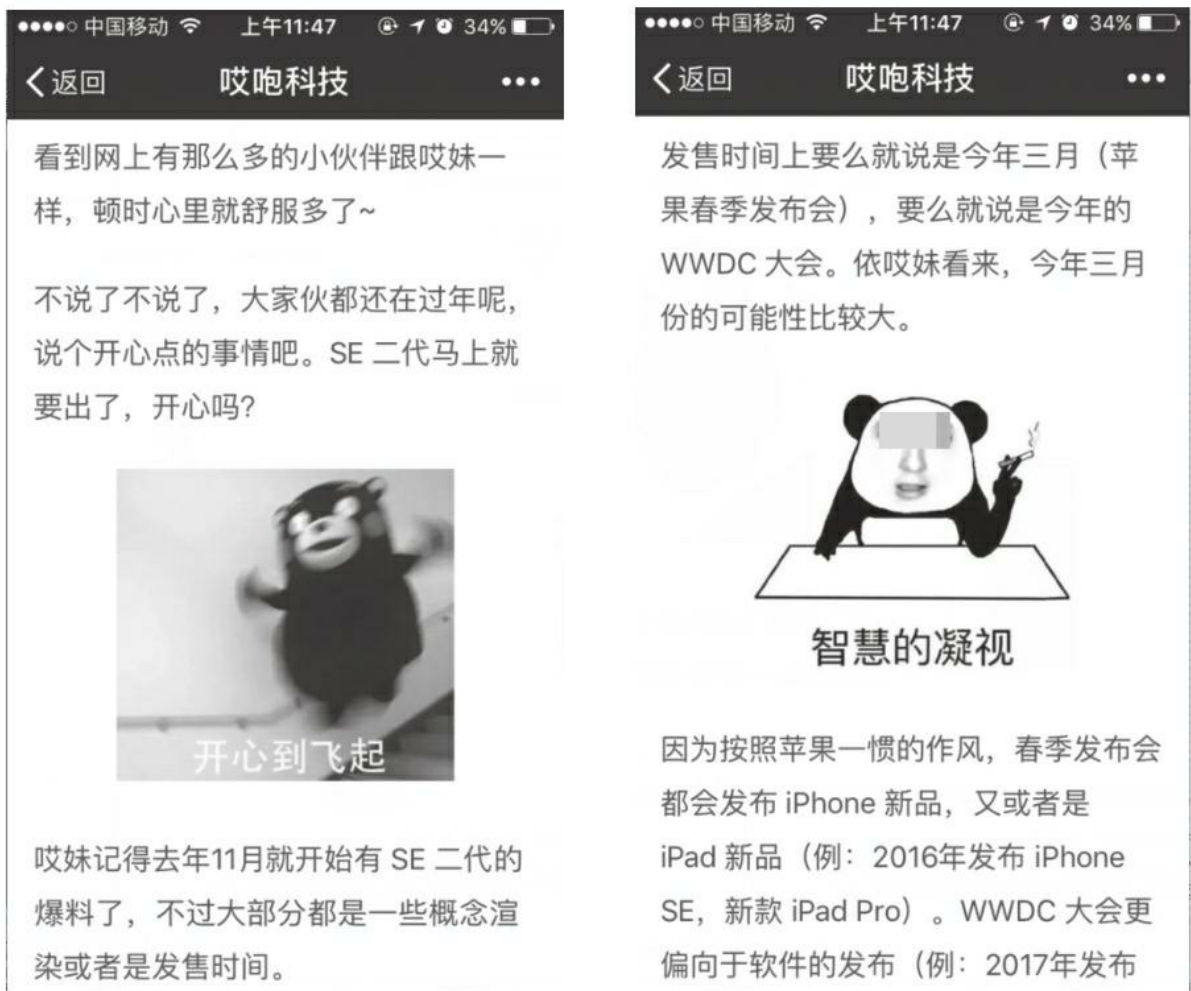 中国移动 上午11:47 34%
返回 哎咆科技
看到网上有那么多的小伙伴跟哎妹一
样，顿时心里就舒服多了~
不说了不说了，大家伙都还在过年呢，
说个开心点的事情吧。SE 二代马上就
要出了，开心吗？
开心到飞起
哎妹记得去年11月就开始有 SE 二代的
爆料了，不过大部分都是一些概念渲
染或者是发售时间。
中国移动 上午11:47 34%
返回 哎咆科技
发售时间上要么就说是今年三月（苹
果春季发布会），要么就说是今年的
WWDC 大会。依哎妹看来，今年三月
份的可能性比较大。
智慧的凝视
因为按照苹果一惯的作风，春季发布会
都会发布 iPhone 新品，又或者是
iPad 新品（例：2016年发布 iPhone
SE，新款 iPad Pro）。WWDC 大会更
偏向于软件的发布（例：2017年发布